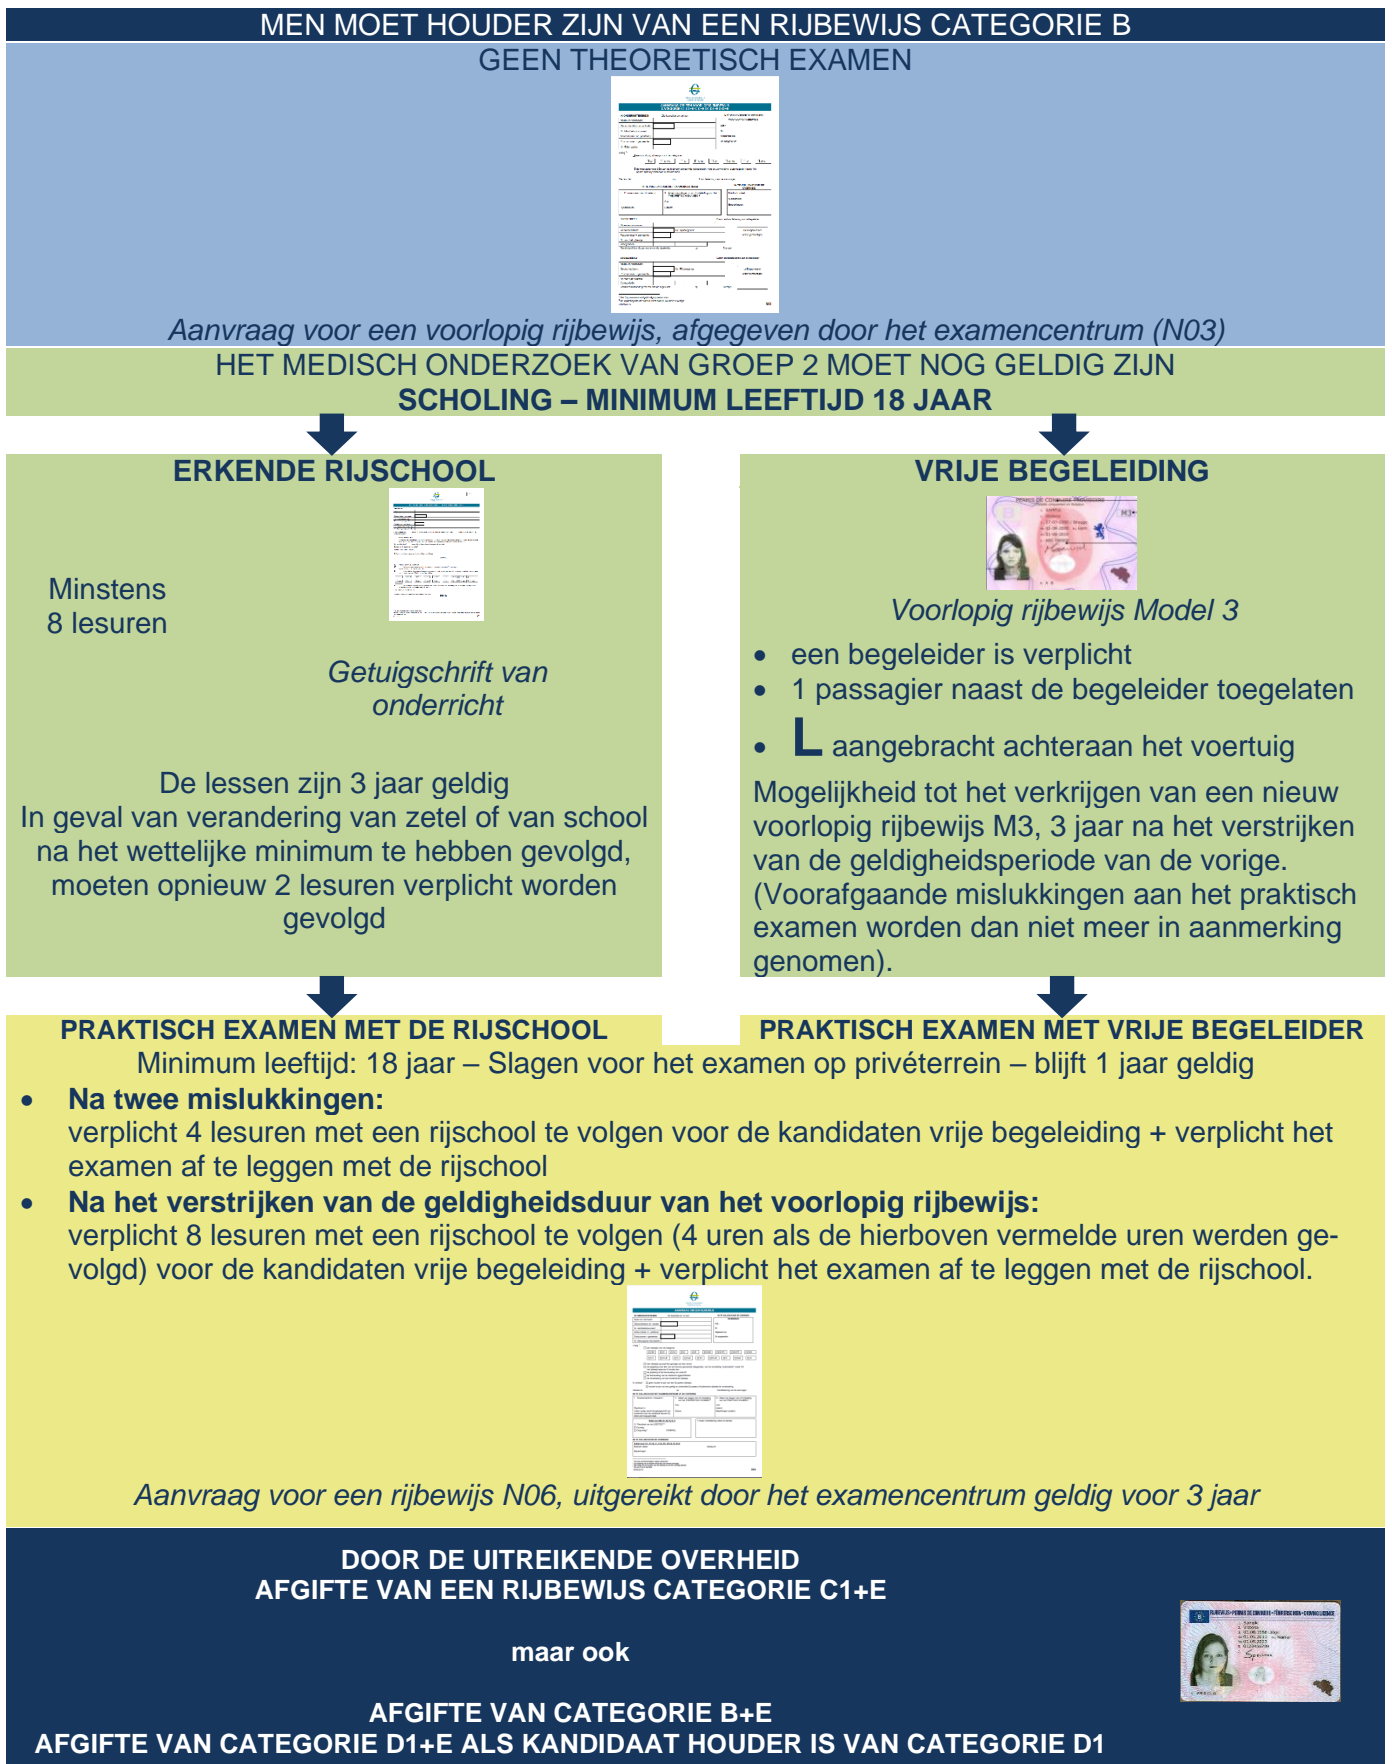 MEN MOET HOUDER ZIJN VAN EEN RIJBEWIJS CATEGORIE B
GEEN THEORETISCH EXAMEN
Aanvraag voor een voorlopig rijbewijs, afgegeven door het examencentrum (N03)
HET MEDISCH ONDERZOEK VAN GROEP 2 MOET NOG GELDIG ZIJN
SCHOLING – MINIMUM LEEFTIJD 18 JAAR
ERKENDE RIJSCHOOL
Minstens
8 lesuren
Getuigschrift van
onderricht
De lessen zijn 3 jaar geldig
In geval van verandering van zetel of van school
na het wettelijke minimum te hebben gevolgd,
moeten opnieuw 2 lesuren verplicht worden
gevolgd
VRIJE BEGELEIDING
PERMIS DE CONDUIRE PROVISOIRE
B
M3
Voorlopig rijbewijs Model 3
• een begeleider is verplicht
• 1 passagier naast de begeleider toegelaten
• L aangebracht achteraan het voertuig
Mogelijkheid tot het verkrijgen van een nieuw
voorlopig rijbewijs M3, 3 jaar na het verstrijken
van de geldigheidsperiode van de vorige.
(Voorafgaande mislukkingen aan het praktisch
examen worden dan niet meer in aanmerking
genomen).
PRAKTISCH EXAMEN MET DE RIJSCHOOL
PRAKTISCH EXAMEN MET VRIJE BEGELEIDER
Minimum leeftijd: 18 jaar – Slagen voor het examen op privéterrein – blijft 1 jaar geldig
• Na twee mislukkingen:
verplicht 4 lesuren met een rijschool te volgen voor de kandidaten vrije begeleiding + verplicht het
examen af te leggen met de rijschool
• Na het verstrijken van de geldigheidsduur van het voorlopig rijbewijs:
verplicht 8 lesuren met een rijschool te volgen (4 uren als de hierboven vermelde uren werden ge-
volgd) voor de kandidaten vrije begeleiding + verplicht het examen af te leggen met de rijschool.
Aanvraag voor een rijbewijs N06, uitgereikt door het examencentrum geldig voor 3 jaar
DOOR DE UITREIKENDE OVERHEID
AFGIFTE VAN EEN RIJBEWIJS CATEGORIE C1+E
maar ook
AFGIFTE VAN CATEGORIE B+E
AFGIFTE VAN CATEGORIE D1+E ALS KANDIDAAT HOUDER IS VAN CATEGORIE D1